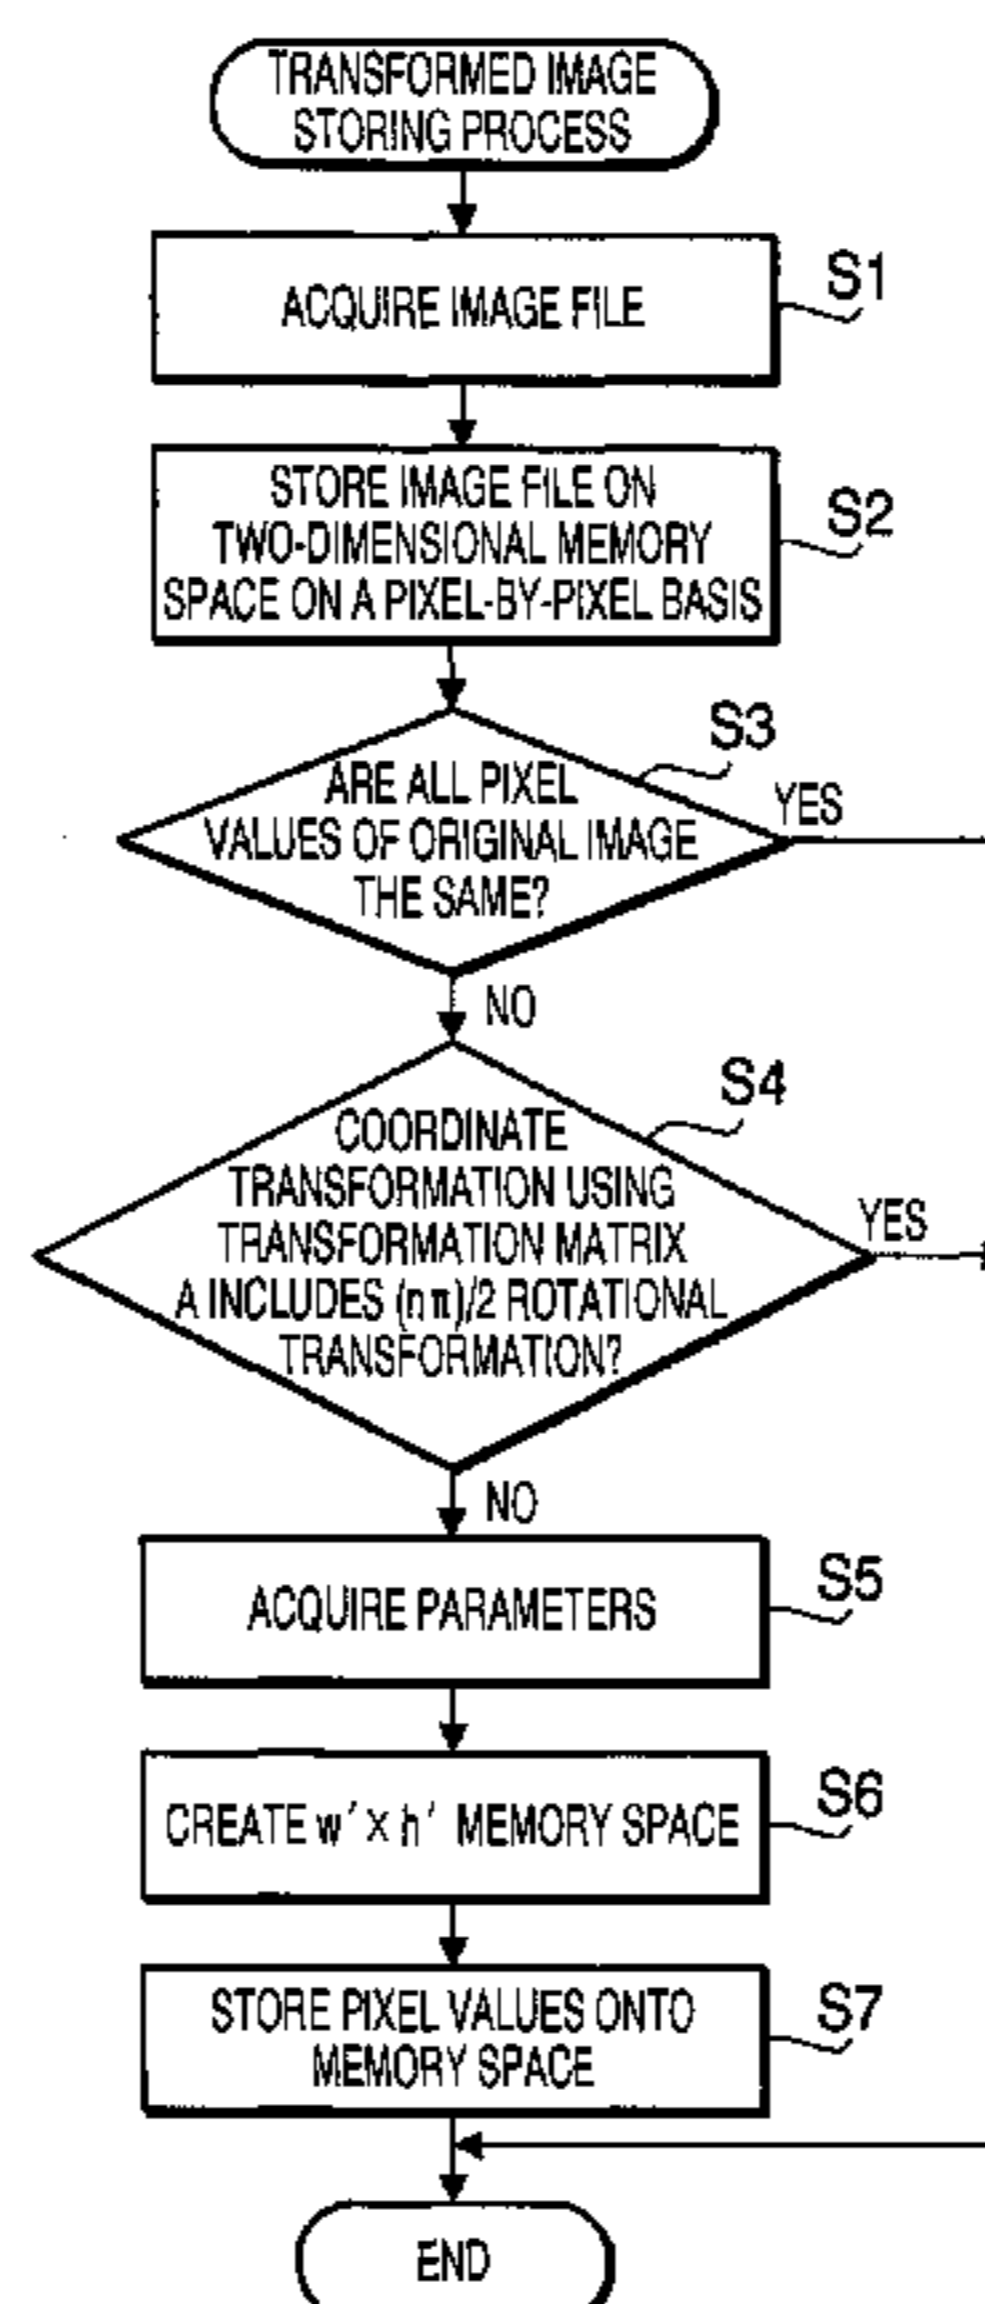 TRANSFORMED IMAGE
STORING PROCESS
ACQUIRE IMAGE FILE
S1
STORE IMAGE FILE ON
TWO-DIMENSIONAL MEMORY
SPACE ON A PIXEL-BY-PIXEL BASIS
S2
S3
ARE ALL PIXEL
VALUES OF ORIGINAL IMAGE
THE SAME?
YES
NO
S4
COORDINATE
TRANSFORMATION USING
TRANSFORMATION MATRIX
A INCLUDES (nπ)/2 ROTATIONAL
TRANSFORMATION?
YES
NO
ACQUIRE PARAMETERS
S5
CREATE w′ × h′ MEMORY SPACE
S6
STORE PIXEL VALUES ONTO
MEMORY SPACE
S7
END